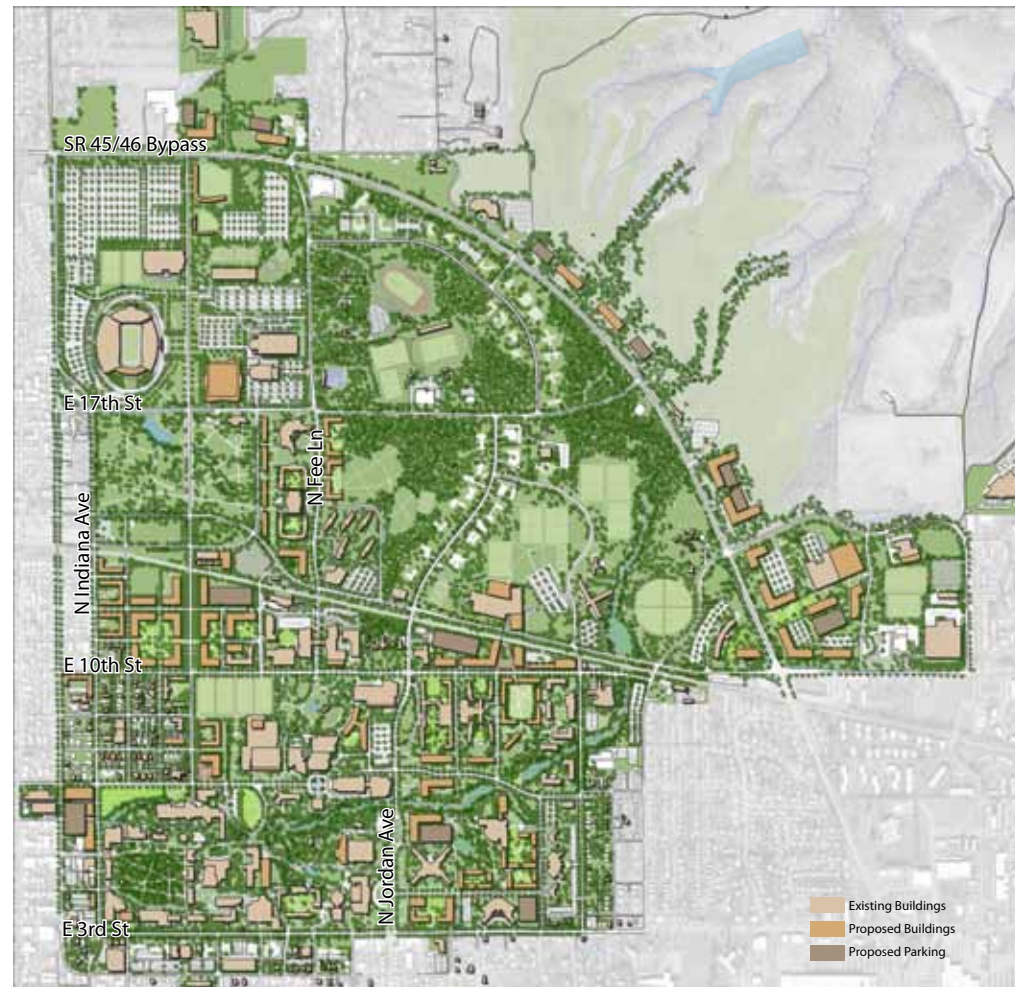 SR 45/46 Bypass
E 17th St
N Fee Ln
N Indiana Ave
E 10th St
N Jordan Ave
E 3rd St
Existing Buildings
Proposed Buildings
Proposed Parking